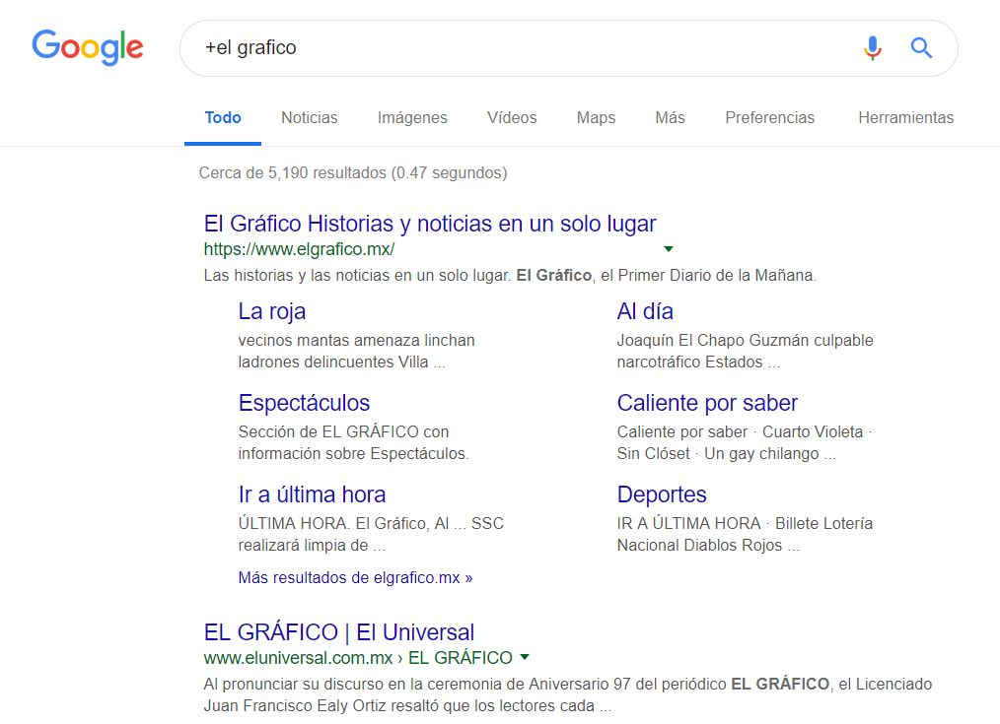 Google
+el grafico
Todo Noticias Imágenes Vídeos Maps Más Preferencias Herramientas
Cerca de 5,190 resultados (0.47 segundos)
El Gráfico Historias y noticias en un solo lugar
https://www.elgrafico.mx/
Las historias y las noticias en un solo lugar. El Gráfico, el Primer Diario de la Mañana.
La roja
vecinos mantas amenaza linchan
ladrones delincuentes Villa ...
Al día
Joaquín El Chapo Guzmán culpable
narcotráfico Estados ...
Espectáculos
Sección de EL GRÁFICO con
información sobre Espectáculos.
Caliente por saber
Caliente por saber · Cuarto Violeta ·
Sin Clóset · Un gay chilango ...
Ir a última hora
ÚLTIMA HORA. El Gráfico, Al ... SSC
realizará limpia de ...
Deportes
IR A ÚLTIMA HORA · Billete Lotería
Nacional Diablos Rojos ...
Más resultados de elgrafico.mx »
EL GRÁFICO | El Universal
www.eluniversal.com.mx › EL GRÁFICO
Al pronunciar su discurso en la ceremonia de Aniversario 97 del periódico EL GRÁFICO, el Licenciado
Juan Francisco Ealy Ortiz resaltó que los lectores cada ...